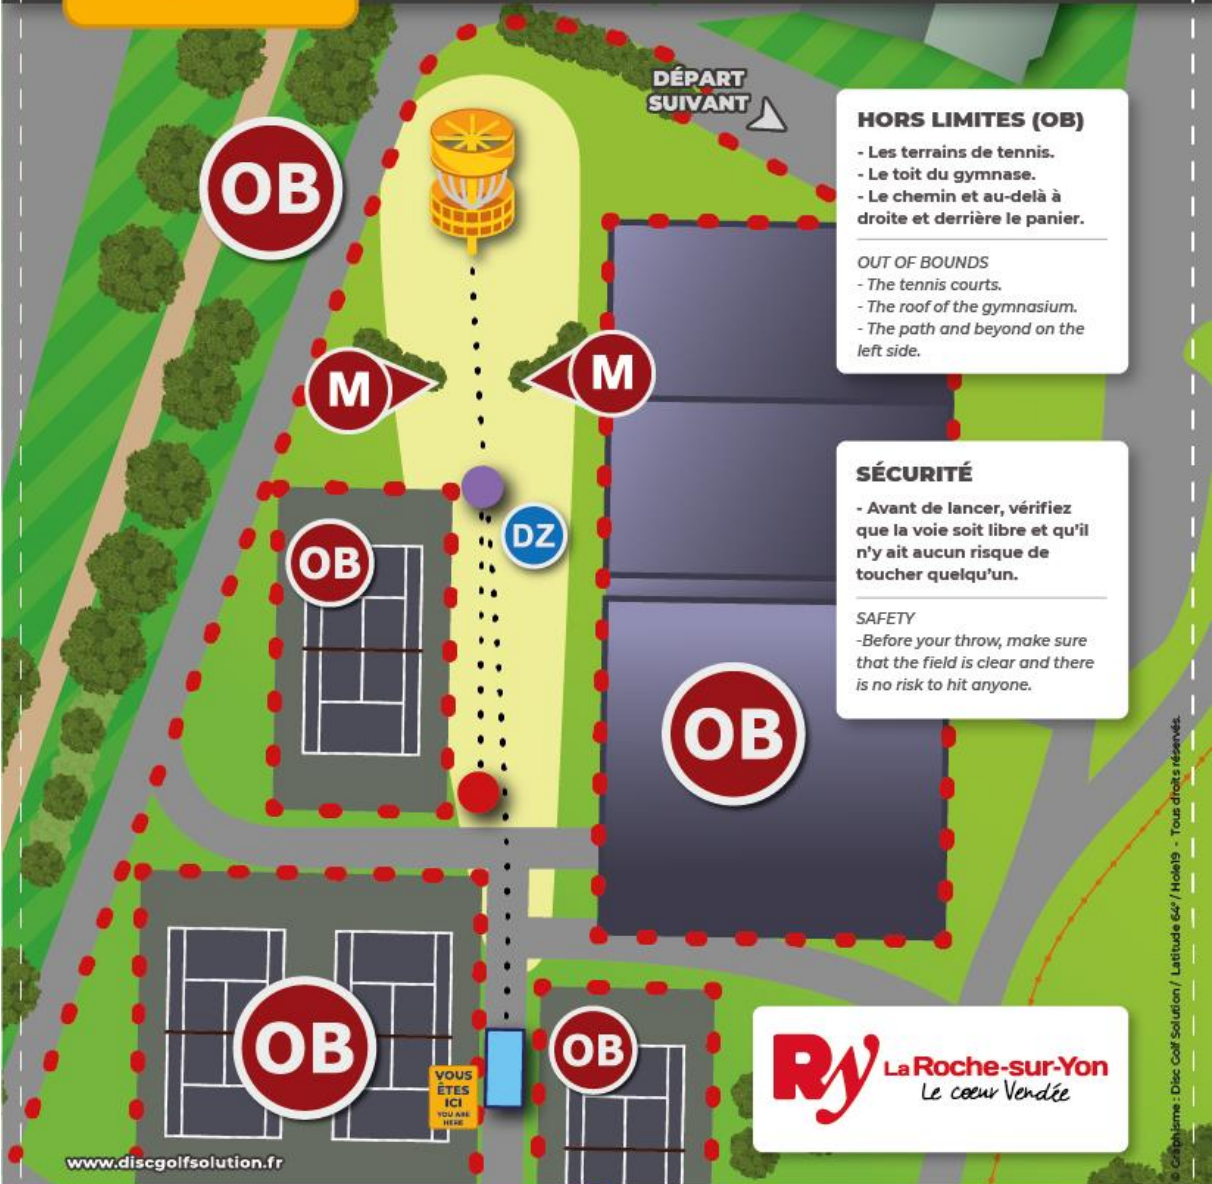 DÉPART
SUIVANT
OB
HORS LIMITES (OB)
- Les terrains de tennis.
- Le toit du gymnase.
- Le chemin et au-delà à
droite et derrière le panier.
OUT OF BOUNDS
- The tennis courts.
- The roof of the gymnasium.
- The path and beyond on the
left side.
M
M
SÉCURITÉ
- Avant de lancer, vérifiez
que la voie soit libre et qu'il
n'y ait aucun risque de
toucher quelqu'un.
SAFETY
-Before your throw, make sure
that the field is clear and there
is no risk to hit anyone.
DZ
OB
OB
OB
OB
VOUS
ÊTES
ICI
YOU ARE
HERE
Ry
La Roche-sur-Yon
Le cœur Vendée
www.discgolfsolution.fr
© Graphisme : Disc Golf Solution / Latitude 64° / Hole19 - Tous droits réservés.